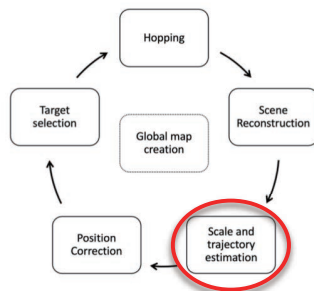 Hopping
Target
selection
Scene
Reconstruction
Global map
creation
Position
Correction
Scale and
trajectory
estimation